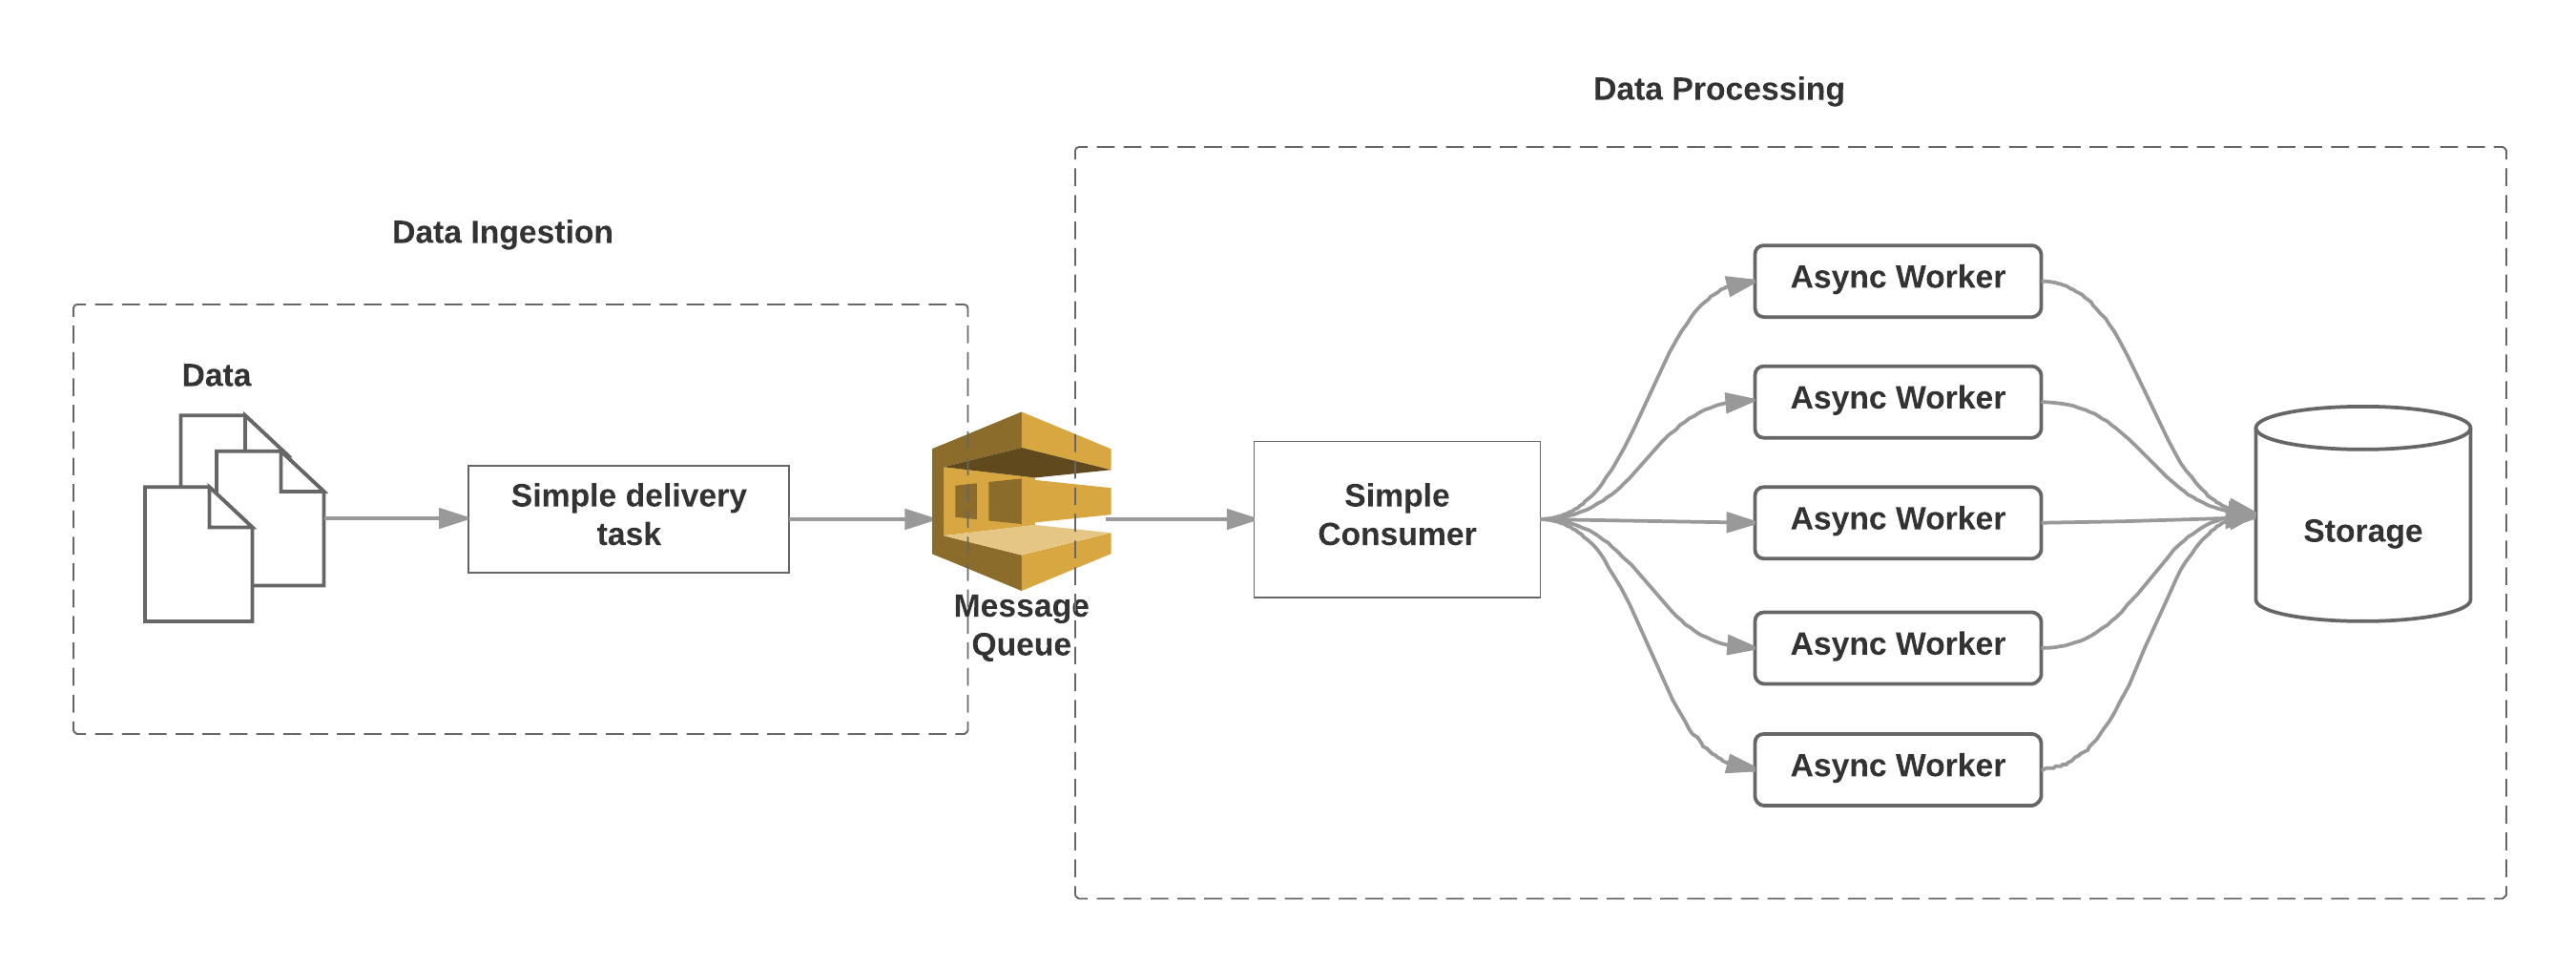 Data Processing
Data Ingestion
Data
Simple delivery
task
Message
Queue
Simple
Consumer
Async Worker
Async Worker
Async Worker
Async Worker
Async Worker
Storage